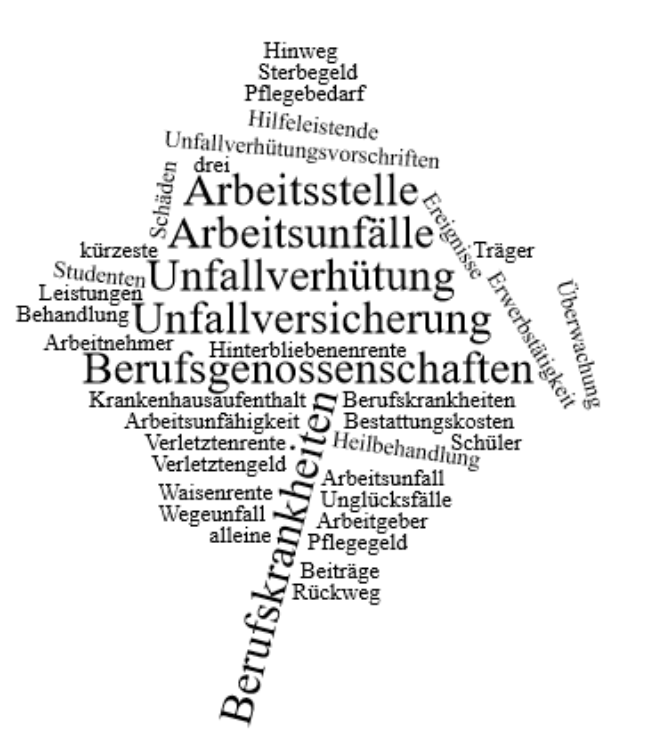 Hinweg
Sterbegeld
Pflegebedarf
Hilfeleistende
Unfallverhütungsvorschriften
drei
Schäden
Arbeitsstelle
Ereignisse
Arbeitsunfälle
kürzeste
Träger
Studenten
Unfallverhütung
Erwerbstätigkeit
Überwachung
Leistungen
Behandlung
Unfallversicherung
Arbeitnehmer
Hinterbliebenenrente
Berufsgenossenschaften
Krankenhausaufenthalt
Berufskrankheiten
Arbeitsunfähigkeit
Bestattungskosten
Verletztenrente
.
Heilbehandlung
Schüler
Verletztengeld
Berufskrankheiten
Arbeitsunfall
Waisenrente
Unglücksfälle
Wegeunfall
Arbeitgeber
alleine
Pflegegeld
Beiträge
Rückweg